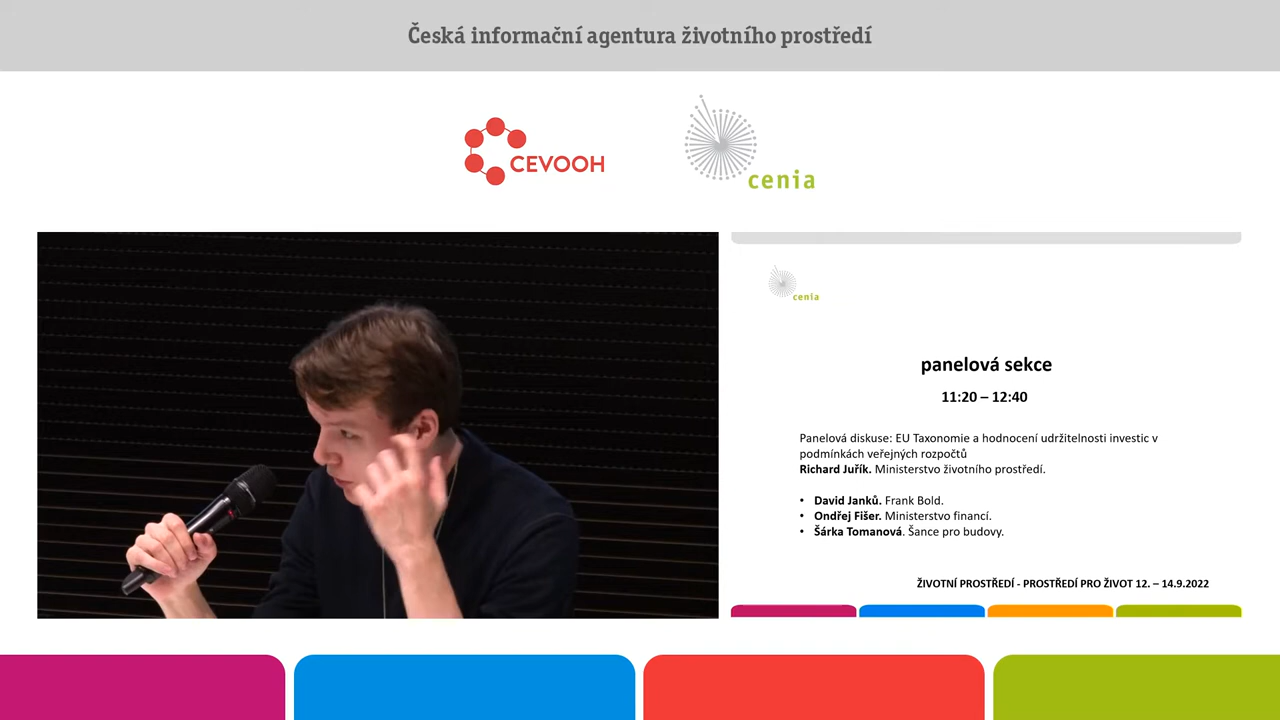 Česká informační agentura životního prostředí
CEVOOH
cenia
cenia
panelová sekce
11:20 – 12:40
Panelová diskuse: EU Taxonomie a hodnocení udržitelnosti investic v
podmínkách veřejných rozpočtů
Richard Juřík. Ministerstvo životního prostředí.
• David Janků. Frank Bold.
• Ondřej Fišer. Ministerstvo financí.
• Šárka Tomanová. Šance pro budovy.
ŽIVOTNÍ PROSTŘEDÍ - PROSTŘEDÍ PRO ŽIVOT 12. – 14.9.2022